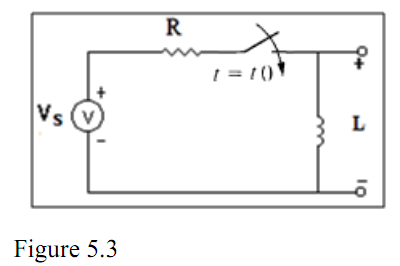 R
t = t0
+
+
Vs
V
L
-
-
Figure 5.3